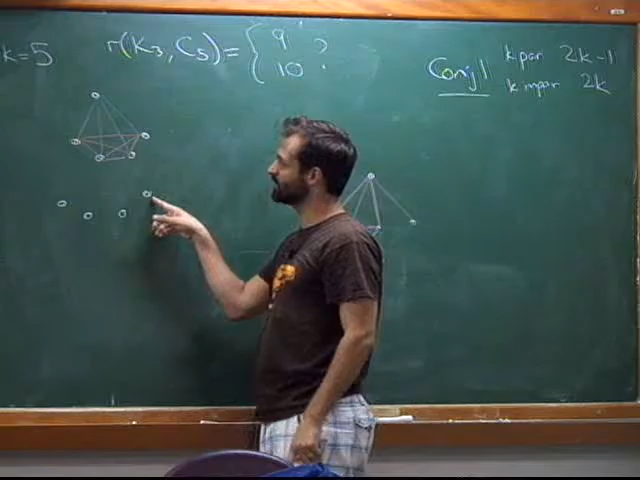 k=5
r(K3, C5) = { 9 ?
10
Conj
k par 2k-1
k impar 2k